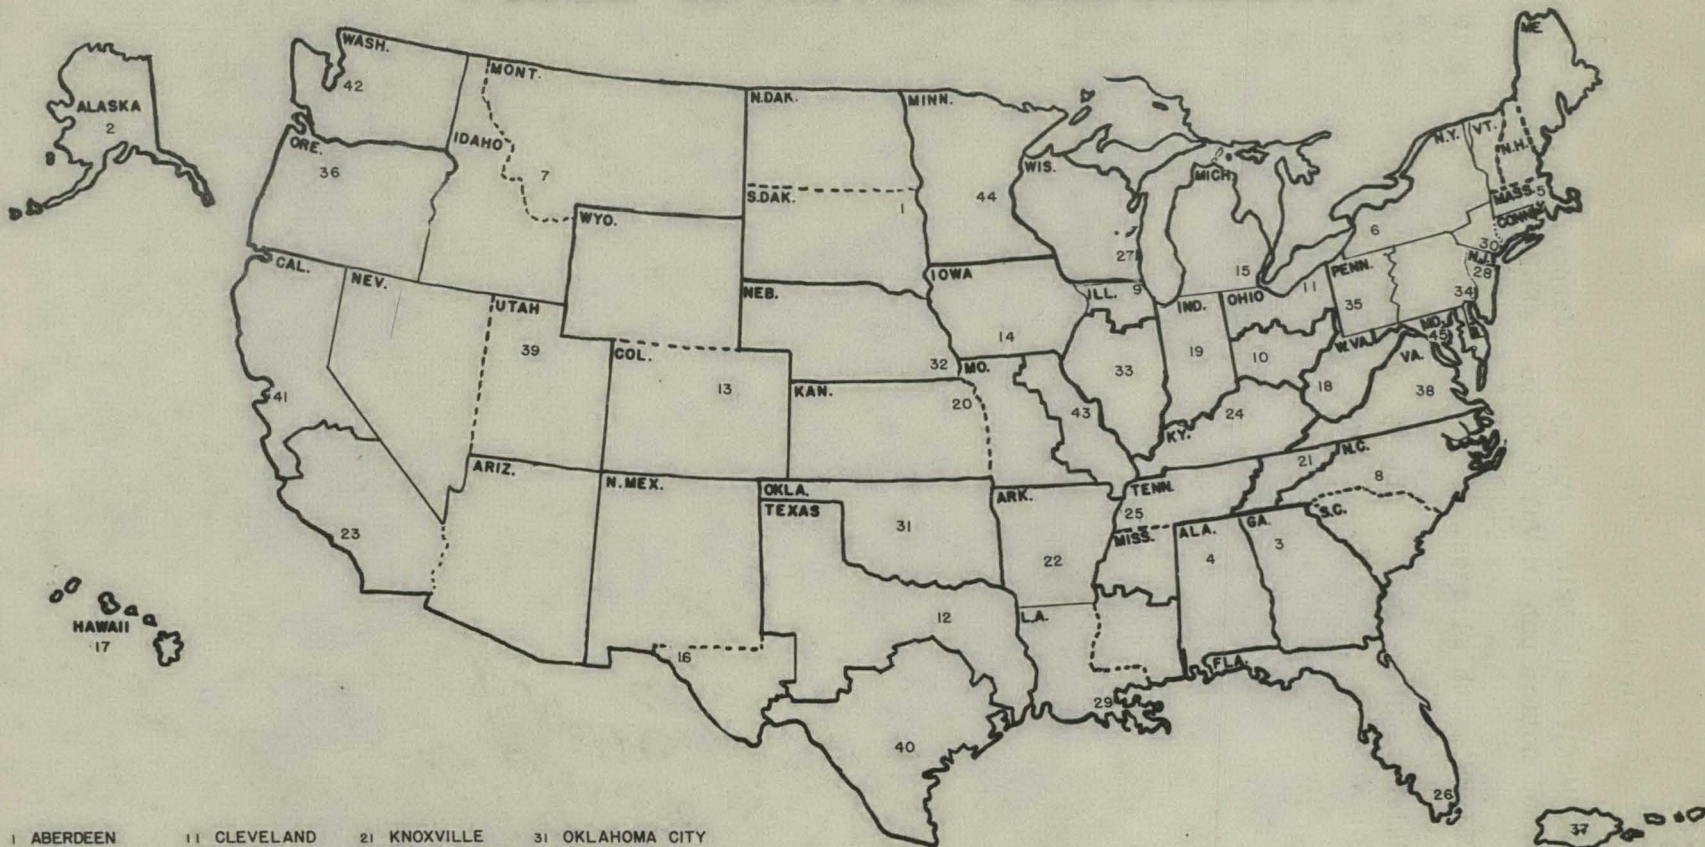 WASH.
42
MONT.
ME
ALASKA
2
N.DAK.
MINN.
N.Y.
VT.
IDAHO
ORE.
36
N.H.
WIS.
MICH.
7
44
S.DAK.
1
MASS.
5
WYO.
CONN.
6
30
27
CAL.
NEV.
IOWA
15
PENN.
N.J.
28
NEB.
ILL.
9
11
UTAH
IND.
OHIO
35
34
14
MD.
45
W.VA.
39
COL.
19
10
VA.
32
MO.
33
13
KAN.
18
38
41
20
43
24
KY.
N.C.
ARIZ.
21
8
N.MEX.
OKLA.
ARK.
TENN.
TEXAS
25
S.C.
23
31
MISS.
ALA.
GA.
3
22
4
12
L.A.
HAWAII
17
16
FLA.
29
40
26
37
1 ABERDEEN 11 CLEVELAND 21 KNOXVILLE 31 OKLAHOMA CITY